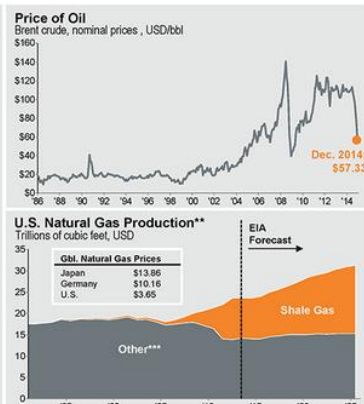 Price of Oil
Brent crude, nominal prices , USD/bbl
$160
$140
$120
$100
$80
$60
$40
$20
$0
'86 '88 '90 '92 '94 '96 '98 '00 '02 '04 '06 '08 '10 '12 '14
Dec. 2014:
$57.33
U.S. Natural Gas Production**
Trillions of cubic feet, USD
35
30
25
20
15
10
5
0
EIA
Forecast
Gbl. Natural Gas Prices
Japan $13.86
Germany $10.16
U.S. $3.65
Shale Gas
Other***